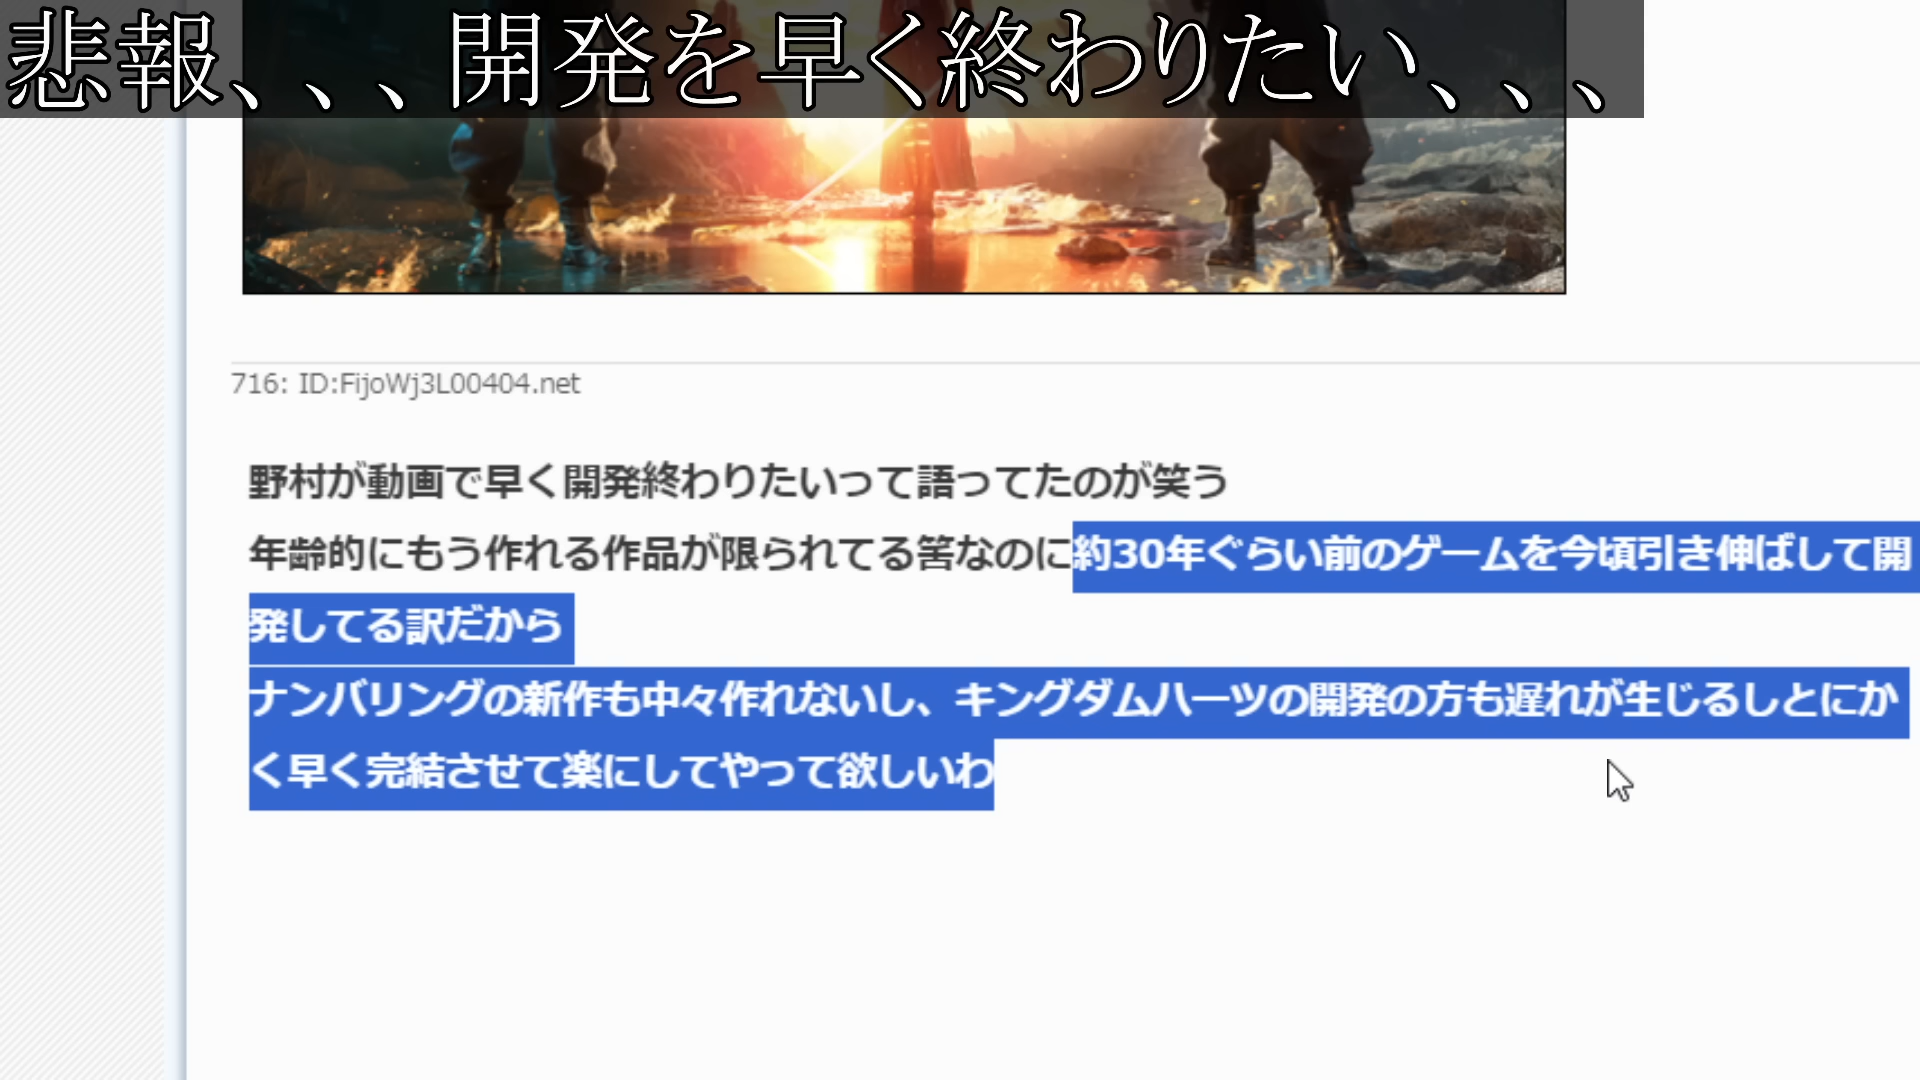 悲報、、、開発を早く終わりたい、、、
716: ID:FijoWj3L00404.net
野村が動画で早く開発終わりたいって語ってたのが笑う
年齢的にもう作れる作品が限られてる筈なのに約30年ぐらい前のゲームを今頃引き伸ばして開
発してる訳だから
ナンバリングの新作も中々作れないし、キングダムハーツの開発の方も遅れが生じるしとにか
く早く完結させて楽にしてやって欲しいわ